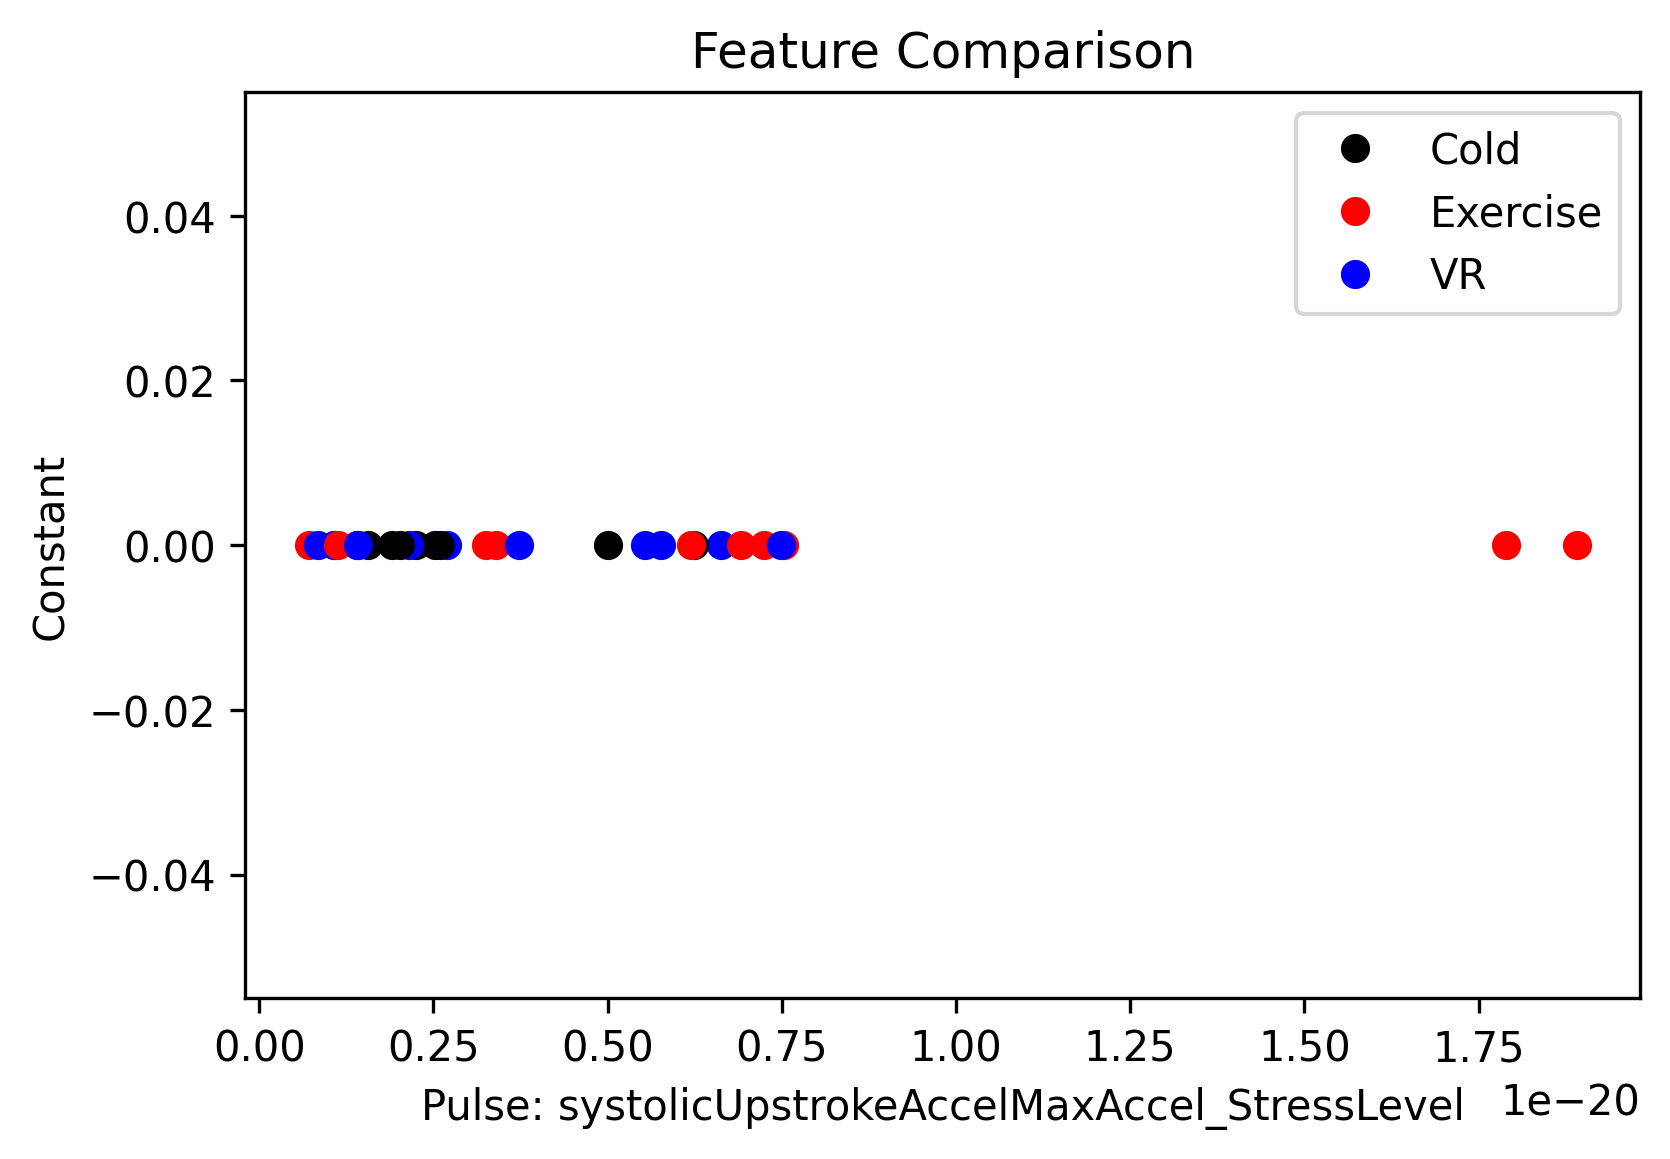 Feature Comparison
Cold
Exercise
VR
0.04
0.02
0.00
−0.02
−0.04
Constant
0.00 0.25 0.50 0.75 1.00 1.25 1.50 1.75
Pulse: systolicUpstrokeAccelMaxAccel_StressLevel 1e−20